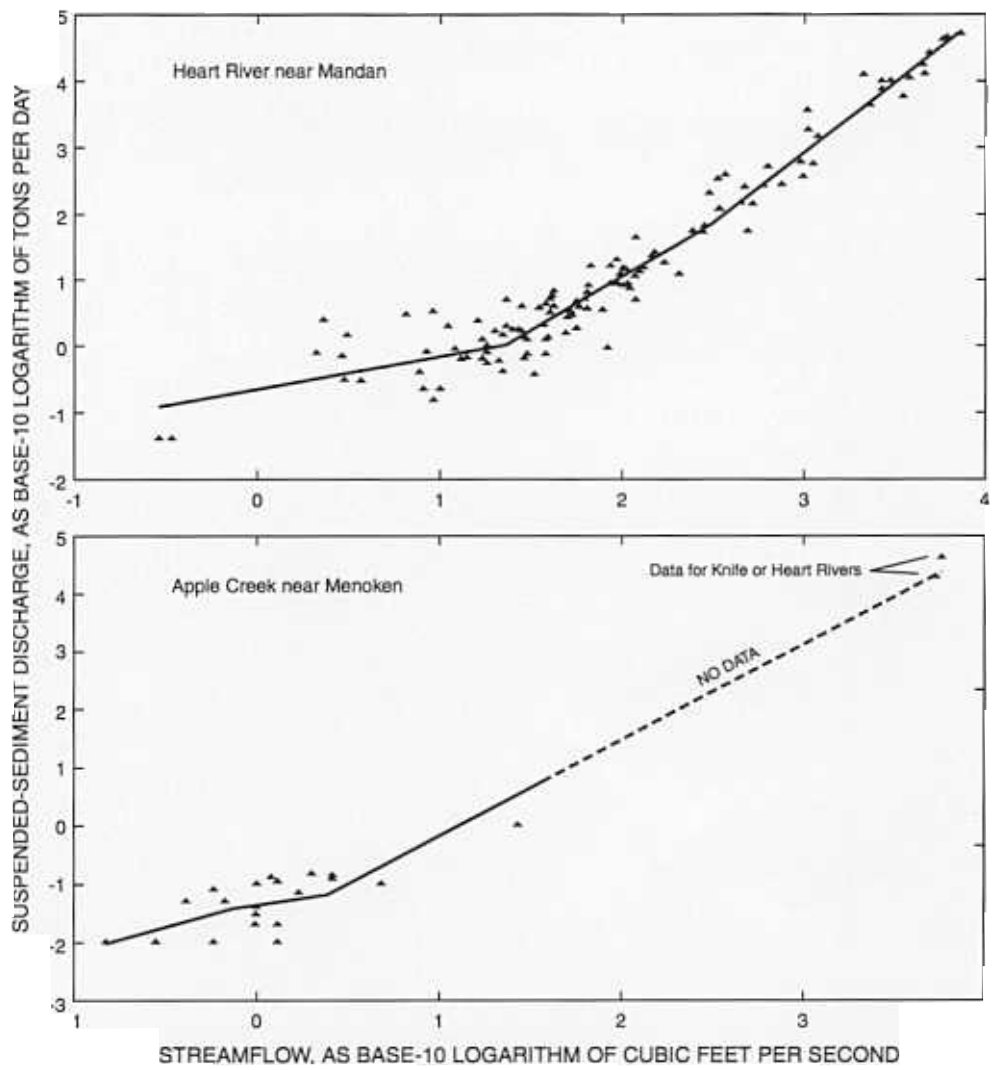 SUSPENDED-SEDIMENT DISCHARGE, AS BASE-10 LOGARITHM OF TONS PER DAY
5
Heart River near Mandan
4
3
2
1
0
-1
-2
-1 0 1 2 3 4
5
Apple Creek near Menoken
Data for Knife or Heart Rivers
4
3
NO DATA
2
1
0
-1
-2
-3
1 0 1 2 3
STREAMFLOW, AS BASE-10 LOGARITHM OF CUBIC FEET PER SECOND